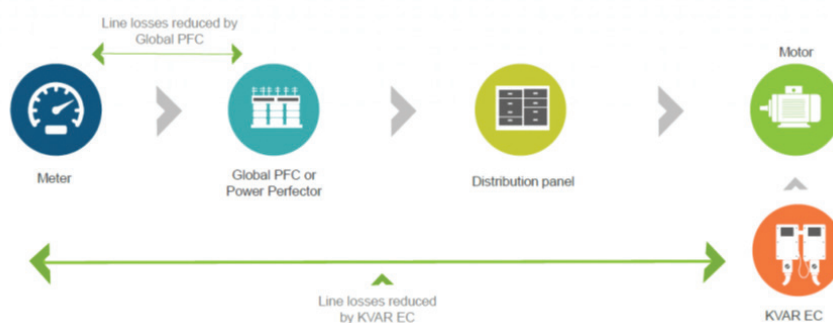 Line losses reduced by
Global PFC
Motor
Meter
Global PFC or
Power Perfector
Distribution panel
Line losses reduced
by KVAR EC
KVAR EC